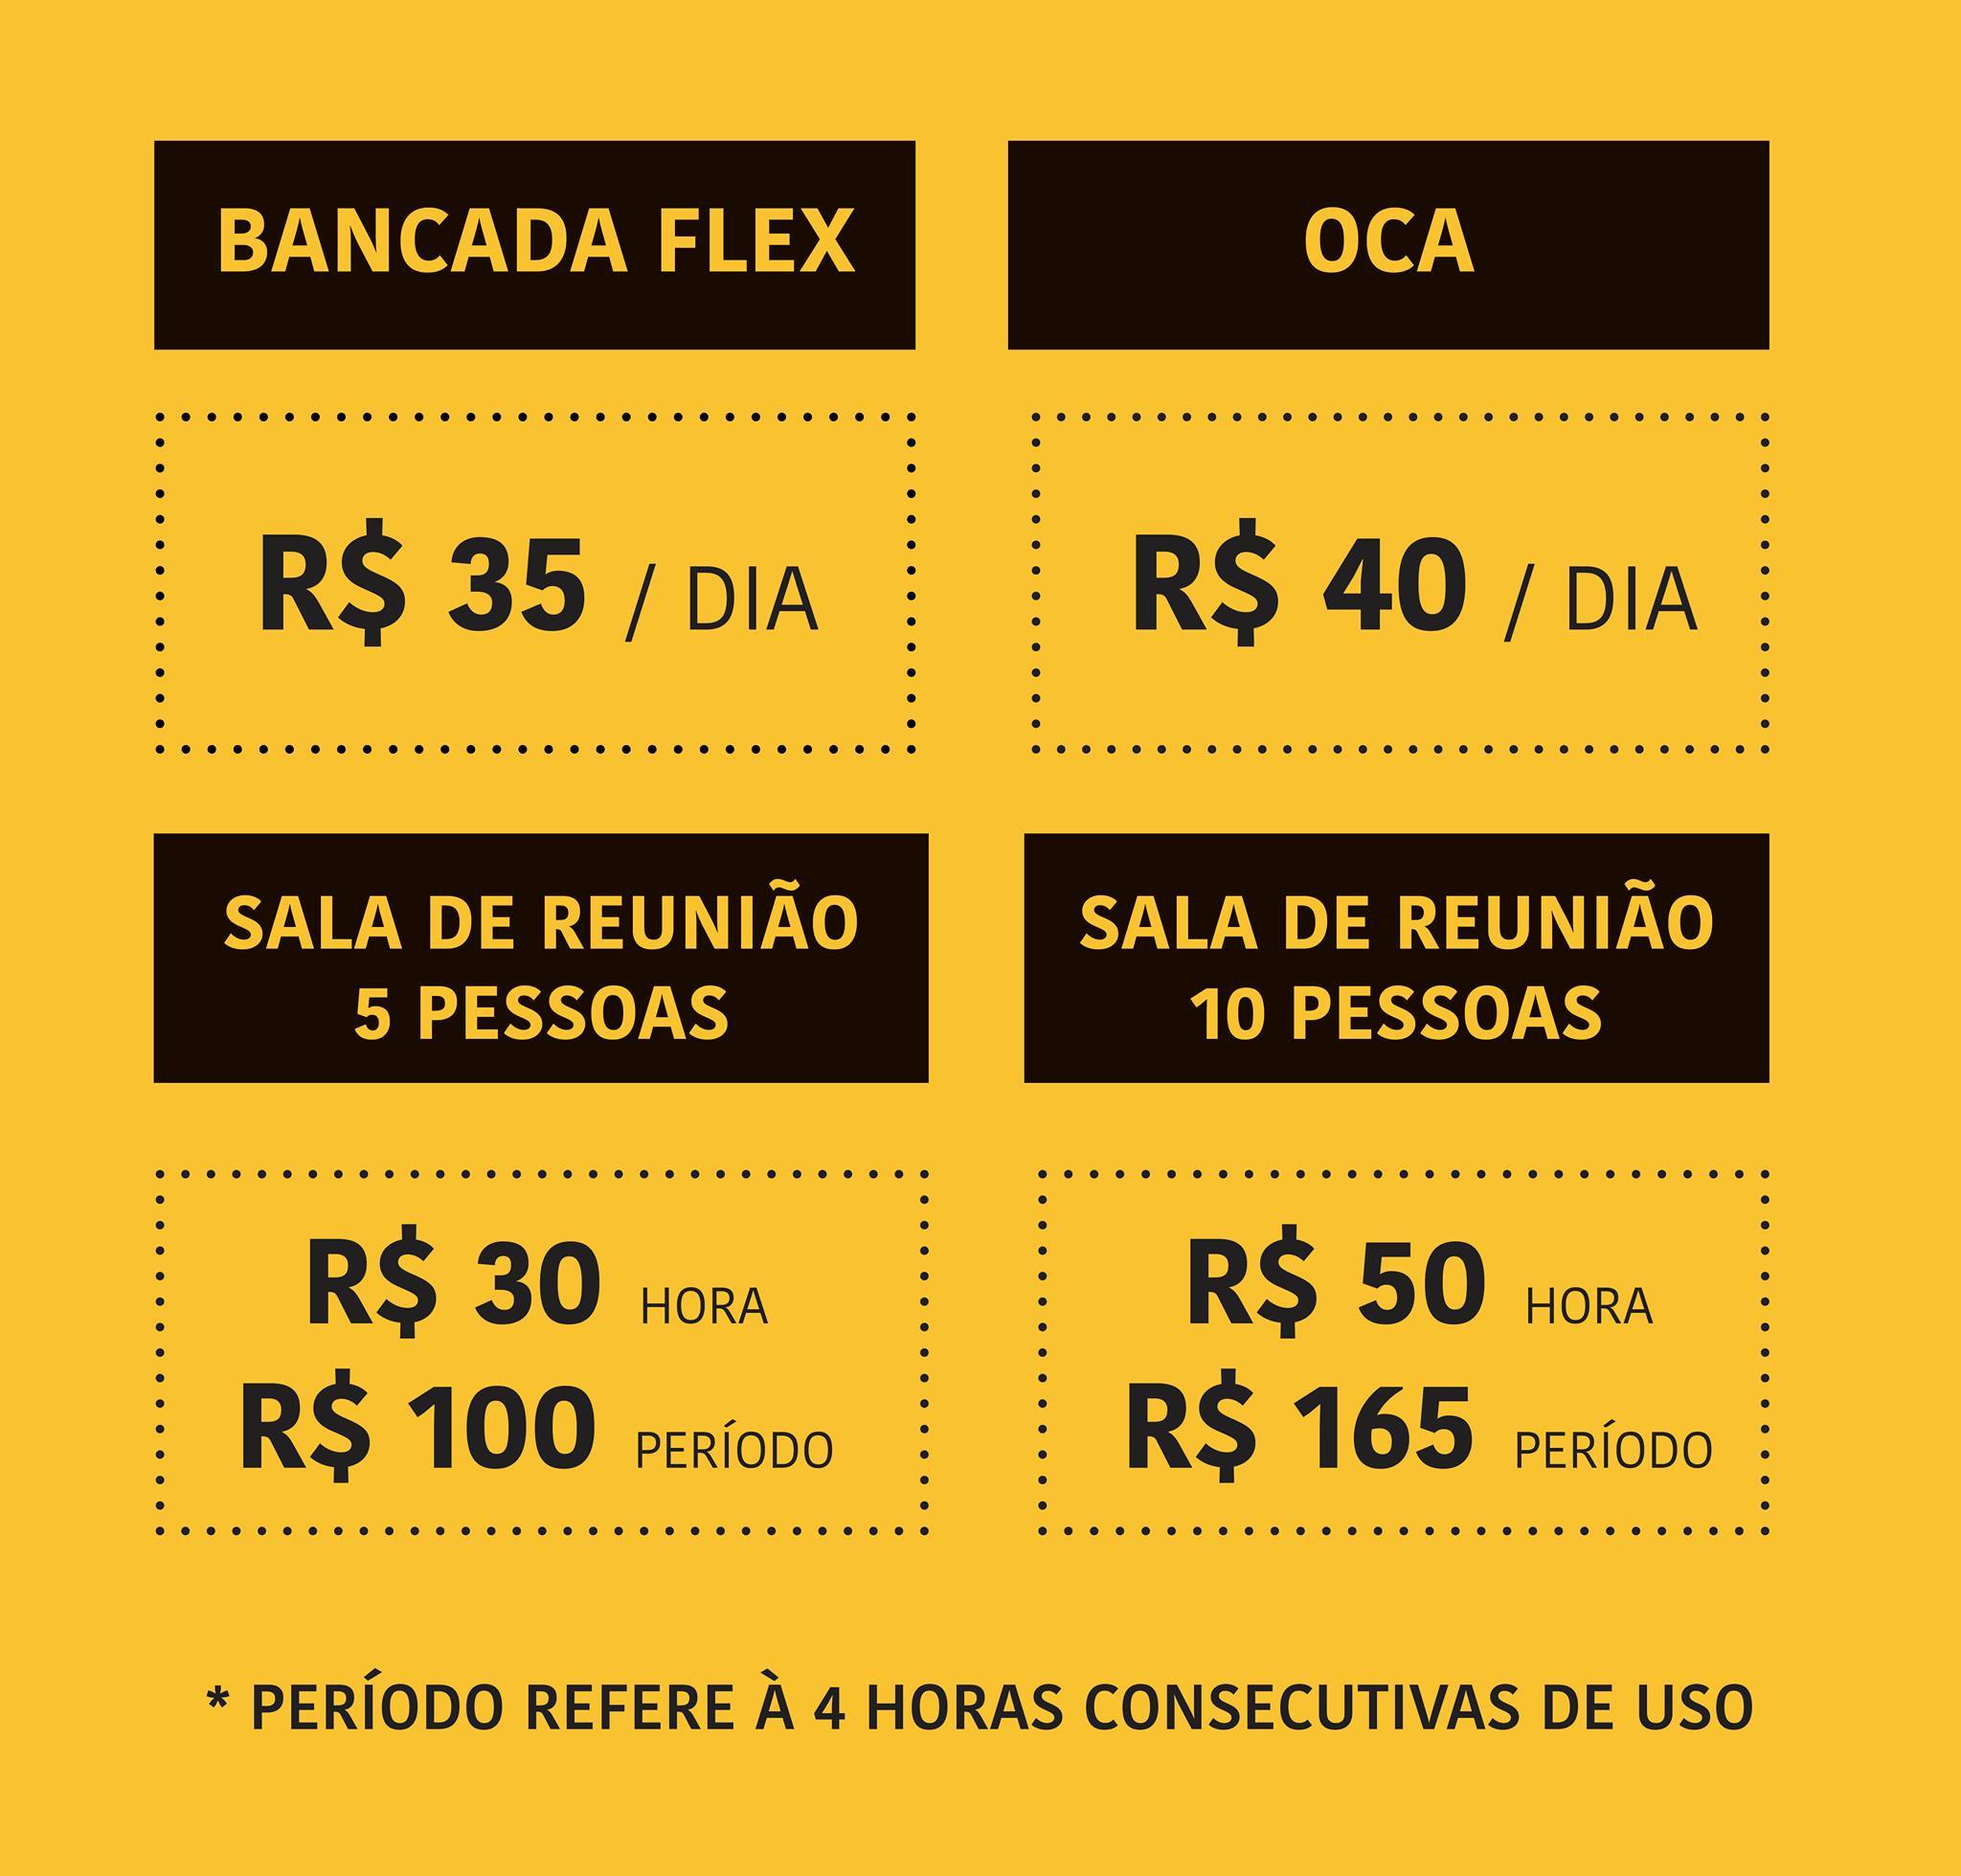 BANCADA FLEX
OCA
R$ 35 / DIA
R$ 40 / DIA
SALA DE REUNIÃO
5 PESSOAS
SALA DE REUNIÃO
10 PESSOAS
R$ 30 HORA
R$ 100 PERÍODO
R$ 50 HORA
R$ 165 PERÍODO
* PERÍODO REFERE À 4 HORAS CONSECUTIVAS DE USO